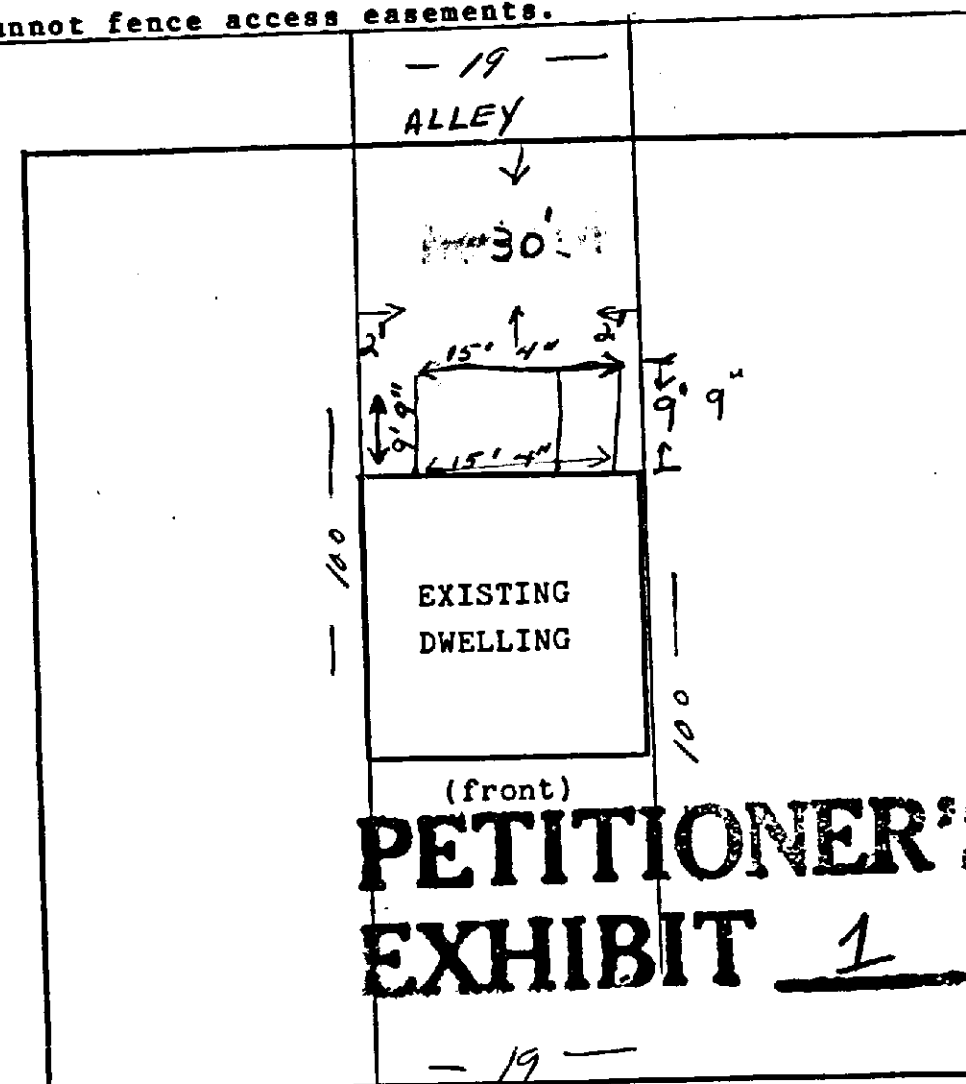 fence access easements.
— 19 —
ALLEY
30'
2' 2'
15' 4"
9' 9" 9' 9"
15' 4"
100
EXISTING
DWELLING
100
(front)
PETITIONER'S
EXHIBIT 1
— 19 —